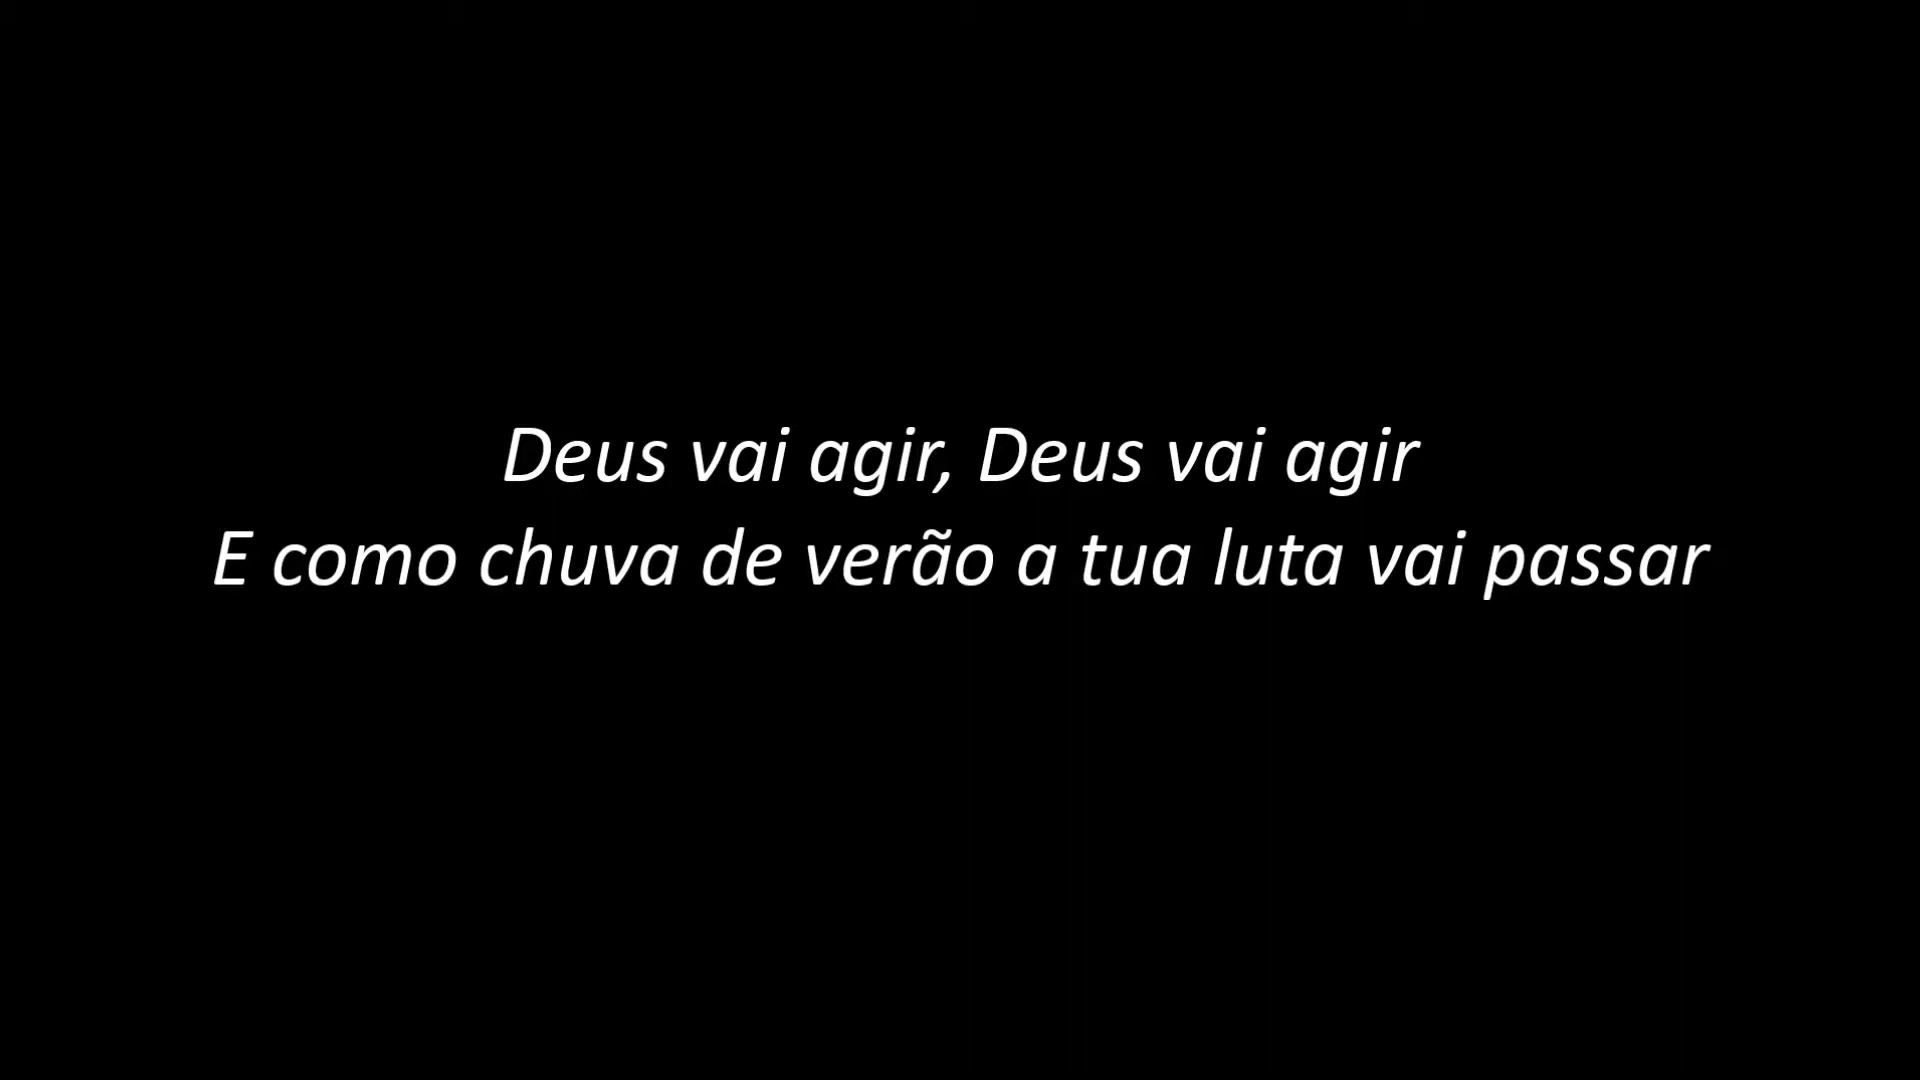 Deus vai agir, Deus vai agir
E como chuva de verão a tua luta vai passar